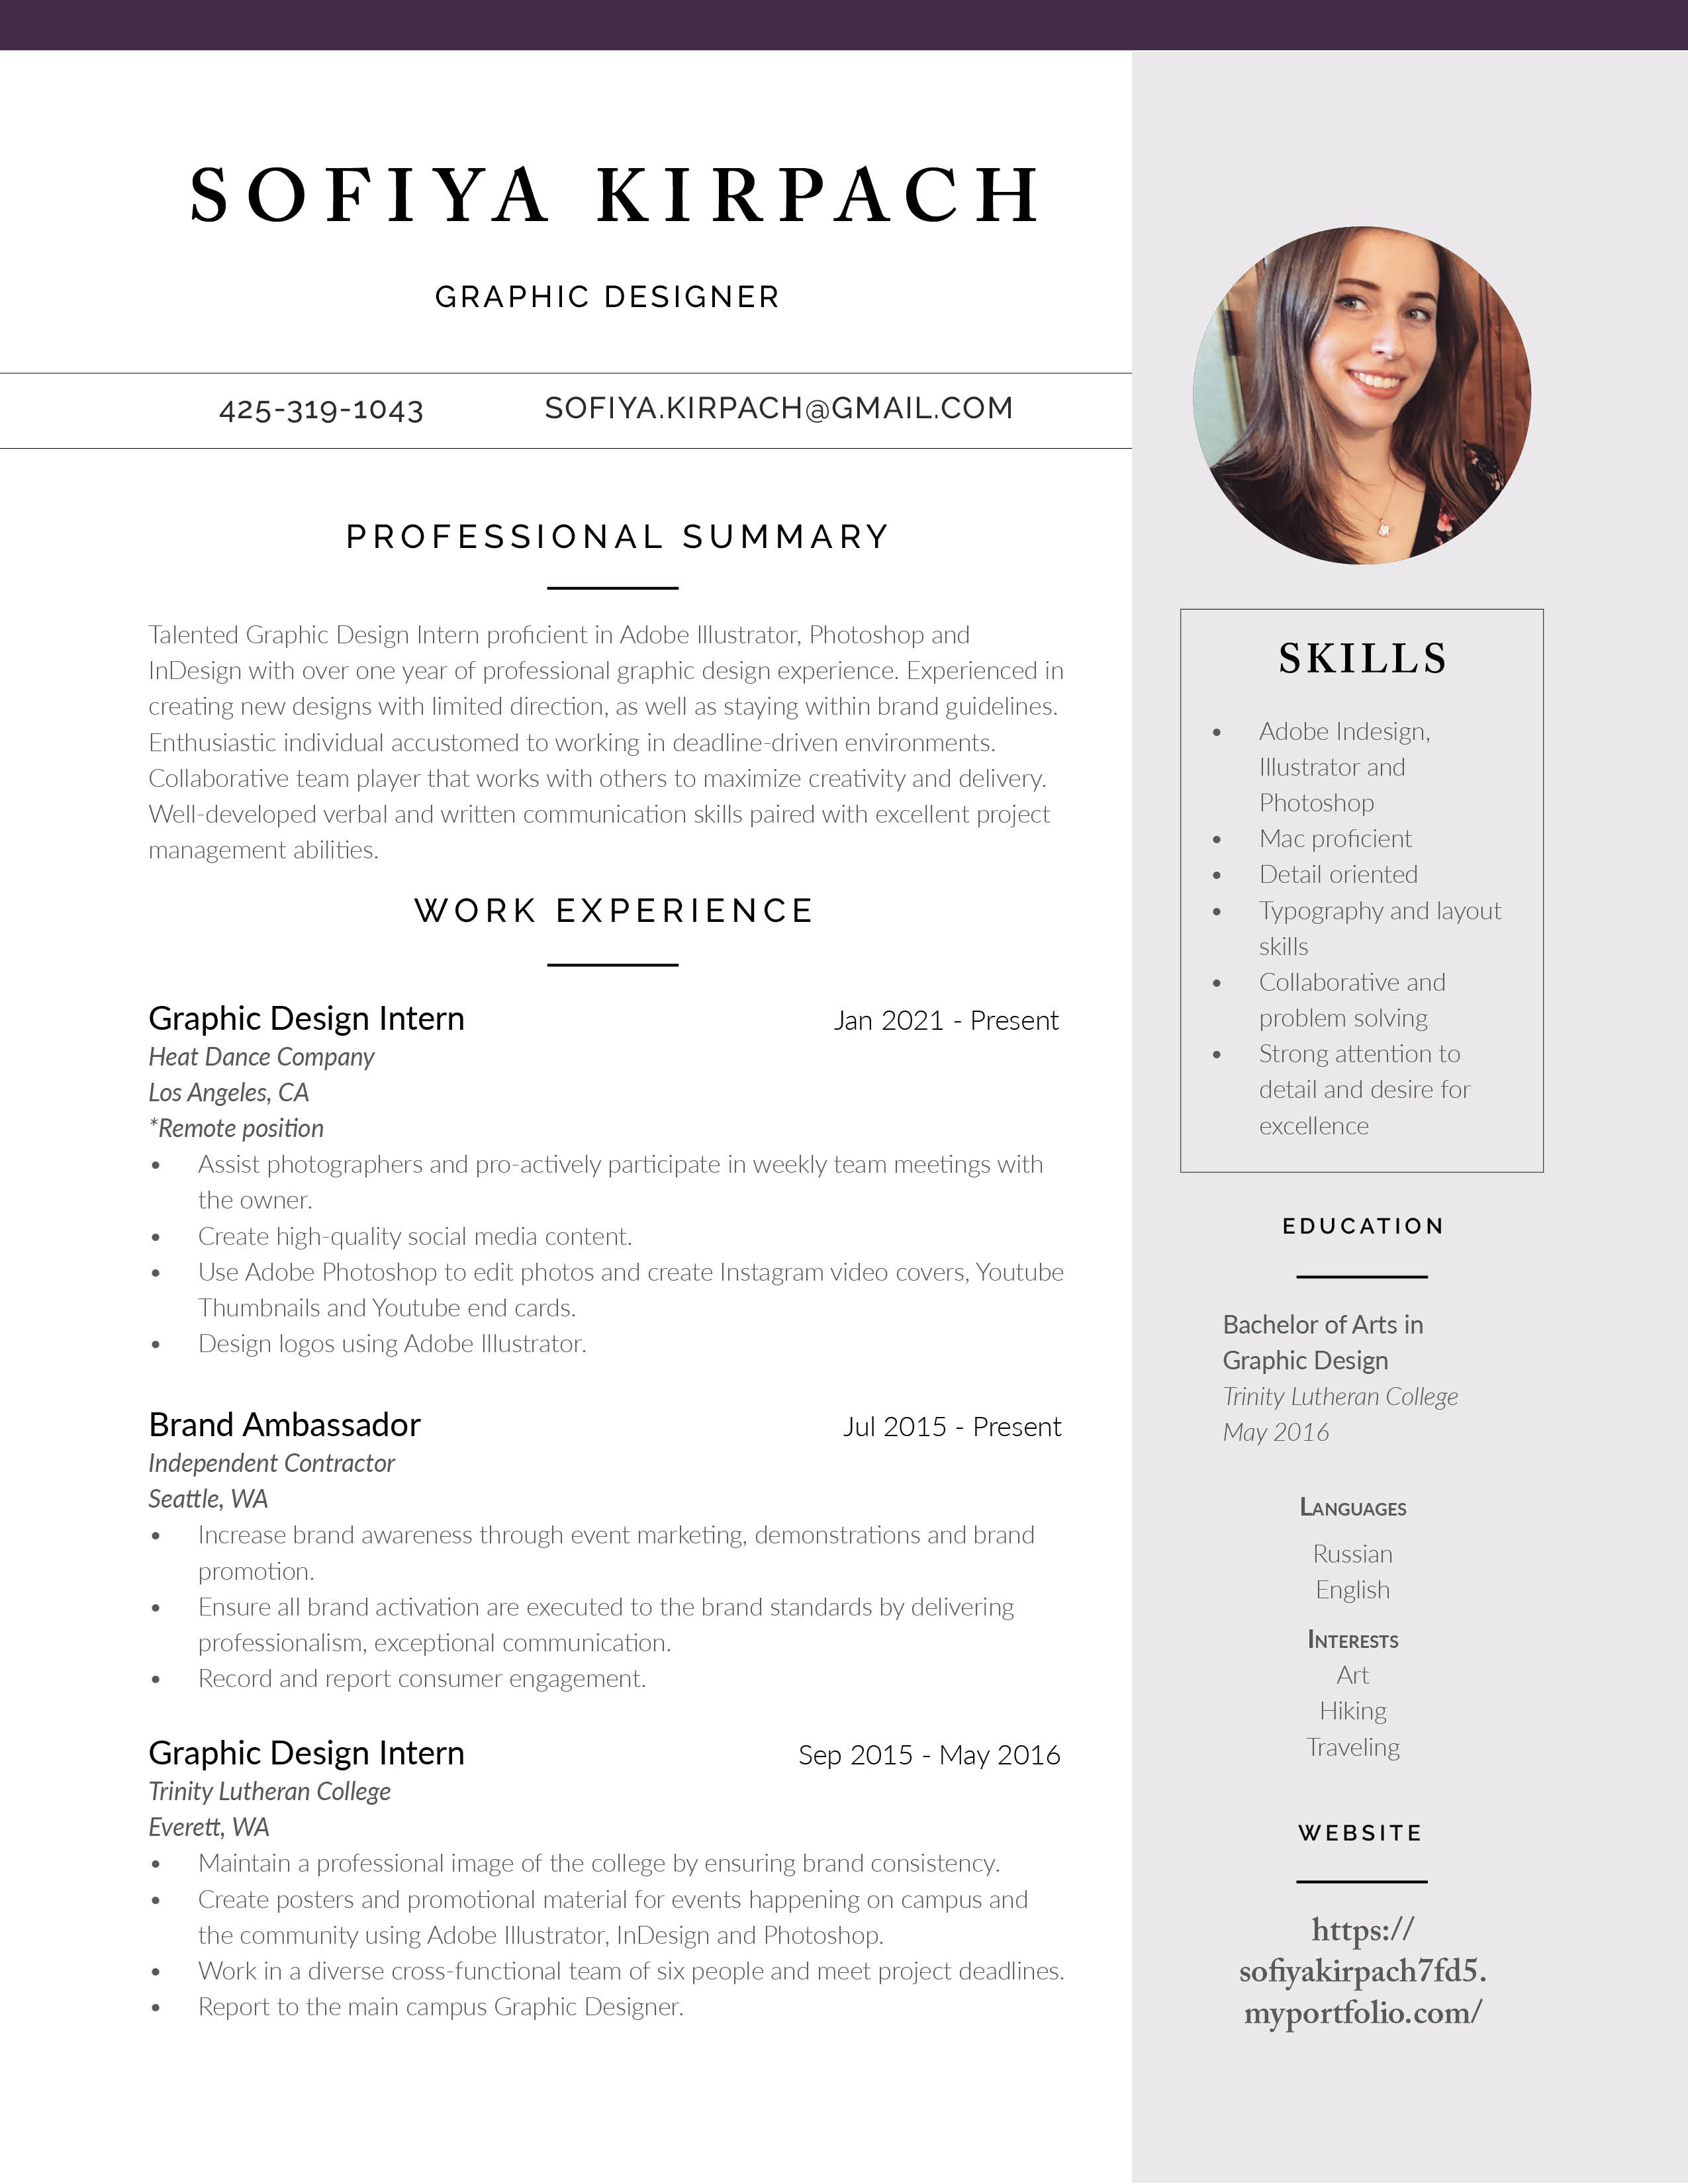 SOFIYA KIRPACH
GRAPHIC DESIGNER
425-319-1043
SOFIYA.KIRPACH@GMAIL.COM
PROFESSIONAL SUMMARY
Talented Graphic Design Intern proficient in Adobe Illustrator, Photoshop and
InDesign with over one year of professional graphic design experience. Experienced in
creating new designs with limited direction, as well as staying within brand guidelines.
Enthusiastic individual accustomed to working in deadline-driven environments.
Collaborative team player that works with others to maximize creativity and delivery.
Well-developed verbal and written communication skills paired with excellent project
management abilities.
WORK EXPERIENCE
Graphic Design Intern
Jan 2021 - Present
Heat Dance Company
Los Angeles, CA
*Remote position
• Assist photographers and pro-actively participate in weekly team meetings with
the owner.
• Create high-quality social media content.
• Use Adobe Photoshop to edit photos and create Instagram video covers, Youtube
Thumbnails and Youtube end cards.
• Design logos using Adobe Illustrator.
Brand Ambassador
Jul 2015 - Present
Independent Contractor
Seattle, WA
• Increase brand awareness through event marketing, demonstrations and brand
promotion.
• Ensure all brand activation are executed to the brand standards by delivering
professionalism, exceptional communication.
• Record and report consumer engagement.
Graphic Design Intern
Sep 2015 - May 2016
Trinity Lutheran College
Everett, WA
• Maintain a professional image of the college by ensuring brand consistency.
• Create posters and promotional material for events happening on campus and
the community using Adobe Illustrator, InDesign and Photoshop.
• Work in a diverse cross-functional team of six people and meet project deadlines.
• Report to the main campus Graphic Designer.
SKILLS
• Adobe Indesign,
Illustrator and
Photoshop
• Mac proficient
• Detail oriented
• Typography and layout
skills
• Collaborative and
problem solving
• Strong attention to
detail and desire for
excellence
EDUCATION
Bachelor of Arts in
Graphic Design
Trinity Lutheran College
May 2016
Languages
Russian
English
Interests
Art
Hiking
Traveling
WEBSITE
https://
sofiyakirpach7fd5.
myportfolio.com/